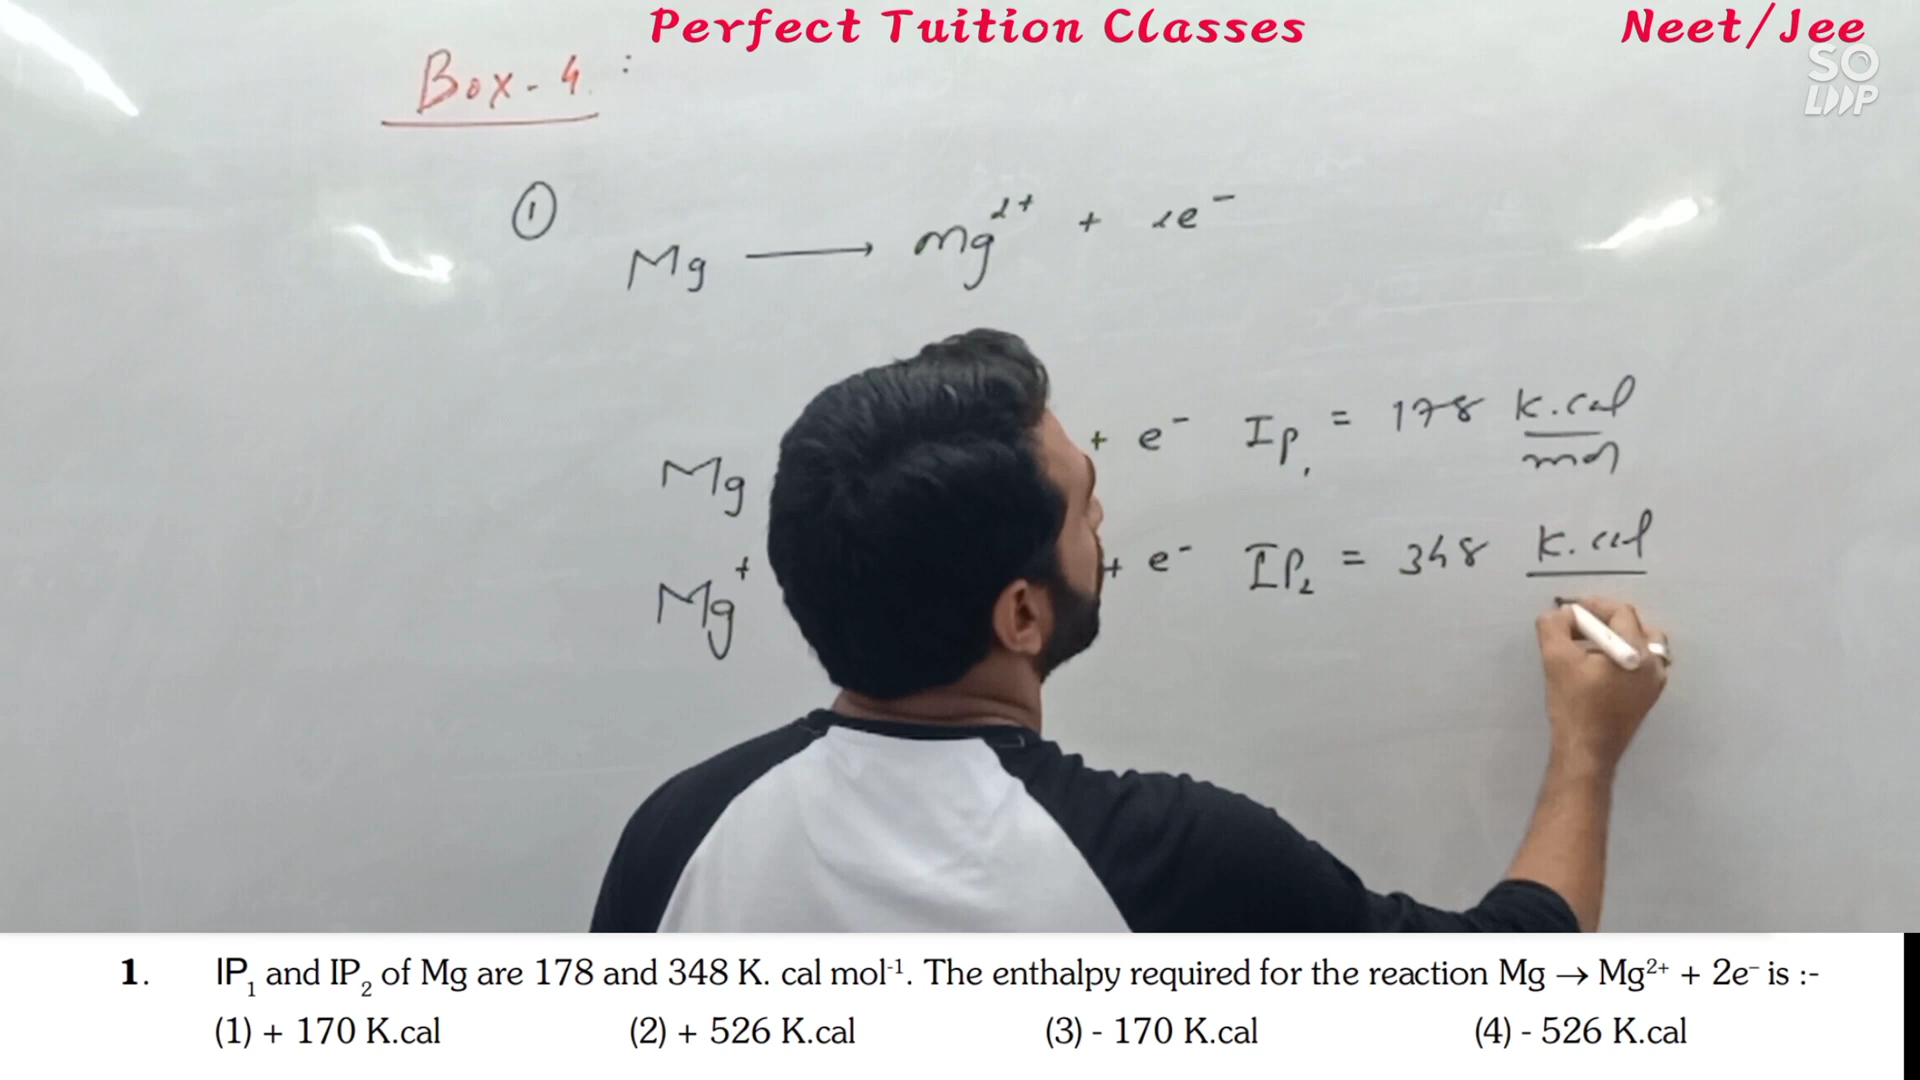 Perfect Tuition Classes Neet/Jee
SO
LOOP
Box-4 :
① Mg ⟶ Mg²⁺ + 2e⁻
Mg + e⁻ IP₁ = 178 K.cal/mol
Mg⁺ + e⁻ IP₂ = 348 K.cal
1. IP₁ and IP₂ of Mg are 178 and 348 K. cal mol⁻¹. The enthalpy required for the reaction Mg → Mg²⁺ + 2e⁻ is :-
(1) + 170 K.cal (2) + 526 K.cal (3) - 170 K.cal (4) - 526 K.cal